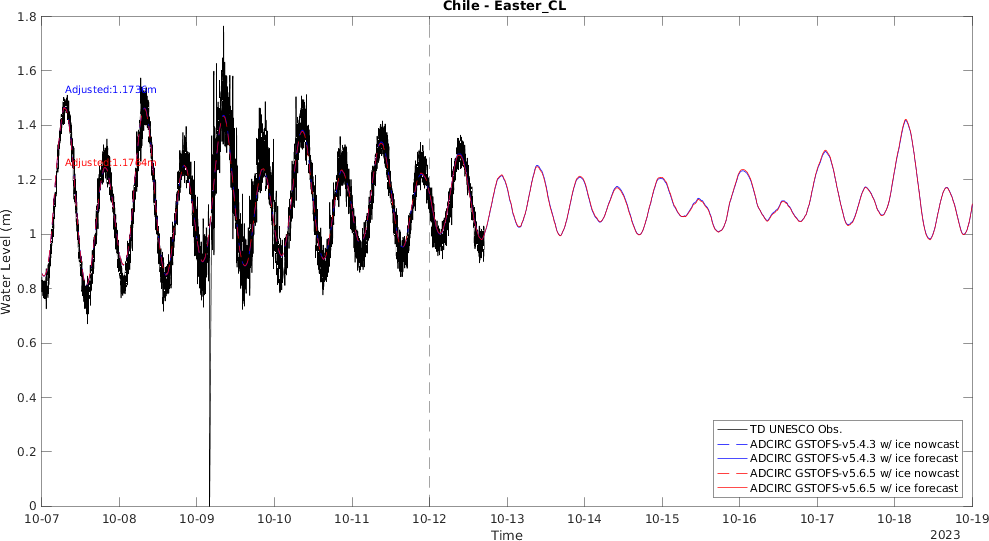 Chile - Easter_CL
1.8
1.6
1.4
1.2
1
0.8
0.6
0.4
0.2
0
Water Level (m)
Adjusted:1.1736m
Adjusted:1.1764m
TD UNESCO Obs.
ADCIRC GSTOFS-v5.4.3 w/ ice nowcast
ADCIRC GSTOFS-v5.4.3 w/ ice forecast
ADCIRC GSTOFS-v5.6.5 w/ ice nowcast
ADCIRC GSTOFS-v5.6.5 w/ ice forecast
10-07 10-08 10-09 10-10 10-11 10-12 10-13 10-14 10-15 10-16 10-17 10-18 10-19
Time
2023